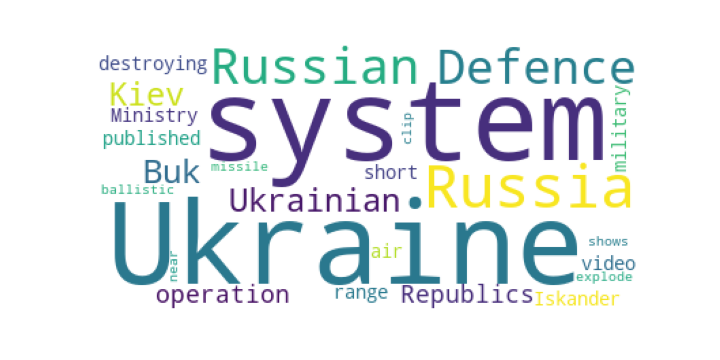 destroying Russian Defence
Kiev system military
Ministry
published clip
Buk missile short Russia
ballistic Ukrainian
Ukraine
near air shows
video
explode
operation range Republics Iskander